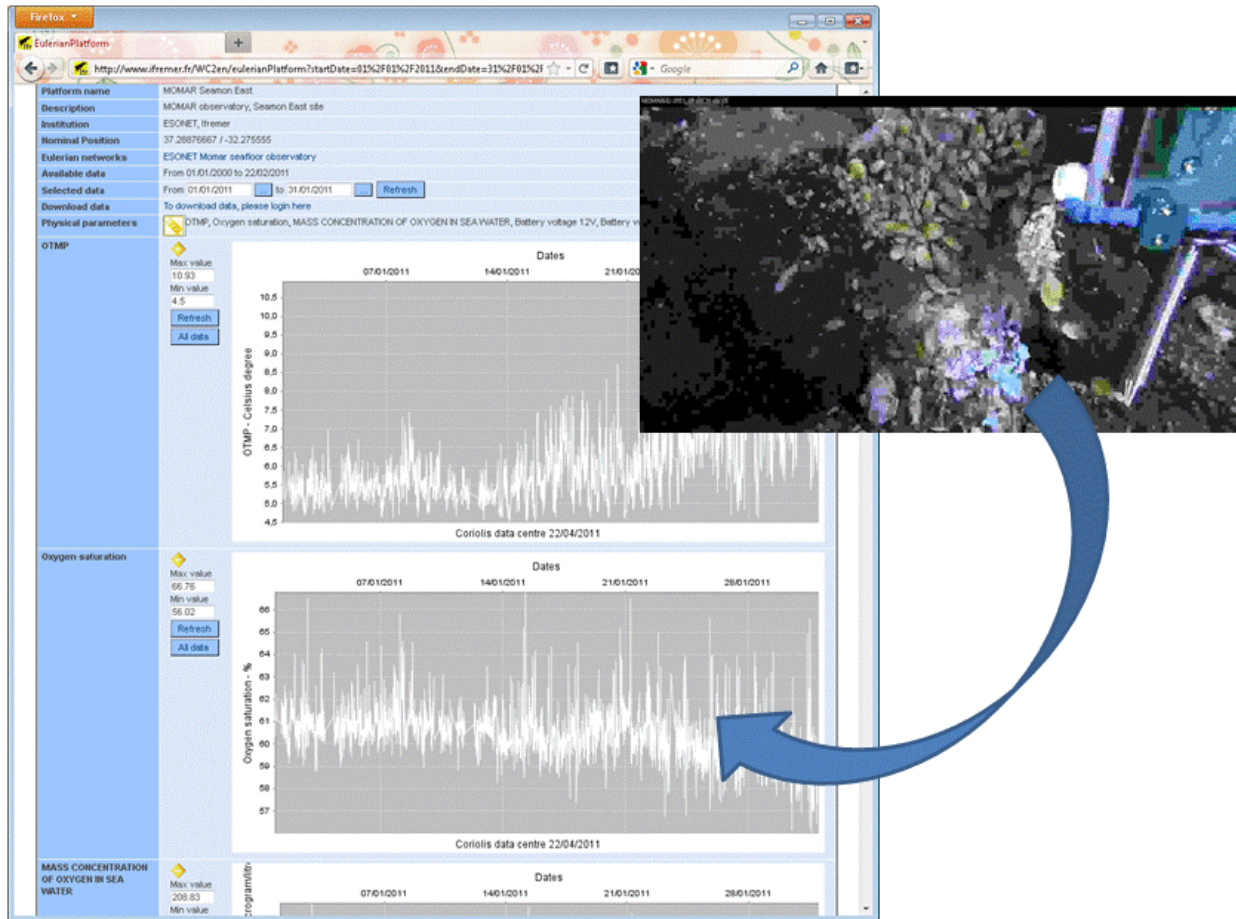 Firefox
EulerianPlatform
http://www.ifremer.fr/WC2en/eulerianPlatform?startDate=01%2F01%2F2011&endDate=31%2F01%2F
Google
Platform name MOMAR Seamon East
Description MOMAR observatory, Seamon East site
Institution ESONET, Ifremer
Nominal Position 37.28876667 /-32.275555
Eulerian networks ESONET Momar seafloor observatory
Available data From 01/01/2000 to 22/02/2011
Selected data From 01/01/2011 ... to 31/01/2011 ... Refresh
Download data To download data, please login here
Physical parameters OTMP, Oxygen saturation, MASS CONCENTRATION OF OXYGEN IN SEA WATER, Battery voltage 12V, Battery v
OTMP
Max value
10.93
Min value
4.5
Refresh
All data
Dates
07/01/2011 14/01/2011 21/01/20
OTMP - Celsius degree
10,5
10,0
9,5
9,0
8,5
8,0
7,5
7,0
6,5
6,0
5,5
5,0
4,5
Coriolis data centre 22/04/2011
Oxygen saturation
Max value
66.76
Min value
56.02
Refresh
All data
Dates
07/01/2011 14/01/2011 21/01/2011 28/01/2011
Oxygen saturation - %
66
65
64
63
62
61
60
59
58
57
Coriolis data centre 22/04/2011
MASS CONCENTRATION
OF OXYGEN IN SEA
WATER
Max value
208.83
Min value
Dates
07/01/2011 14/01/2011 21/01/2011 28/01/2011